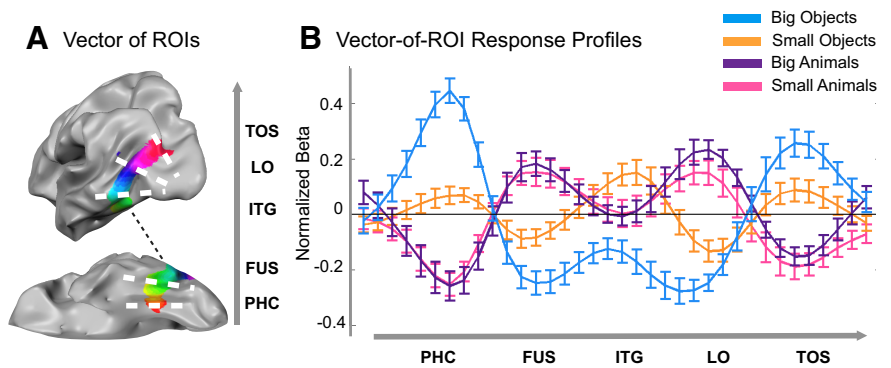 A Vector of ROIs
TOS
LO
ITG
FUS
PHC
B Vector-of-ROI Response Profiles
Big Objects
Small Objects
Big Animals
Small Animals
Normalized Beta
0.4
0.2
0
-0.2
-0.4
PHC FUS ITG LO TOS